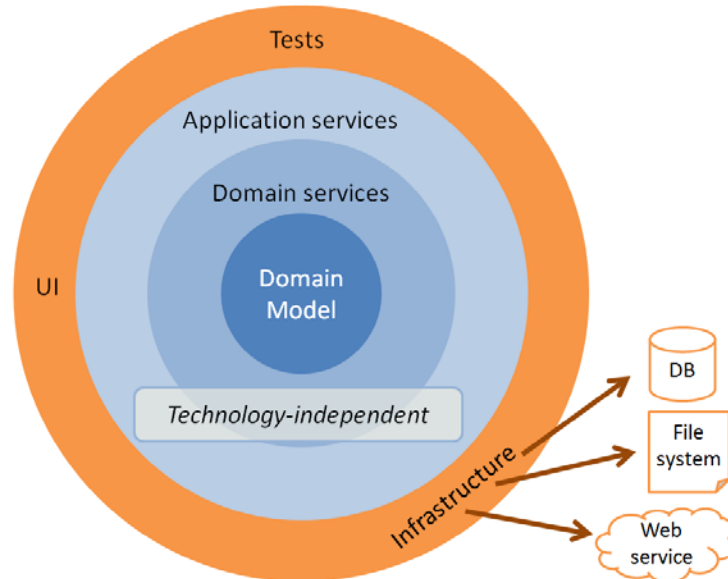 Tests
Application services
Domain services
UI
Domain
Model
DB
Technology-independent
File
system
Infrastructure
Web
service